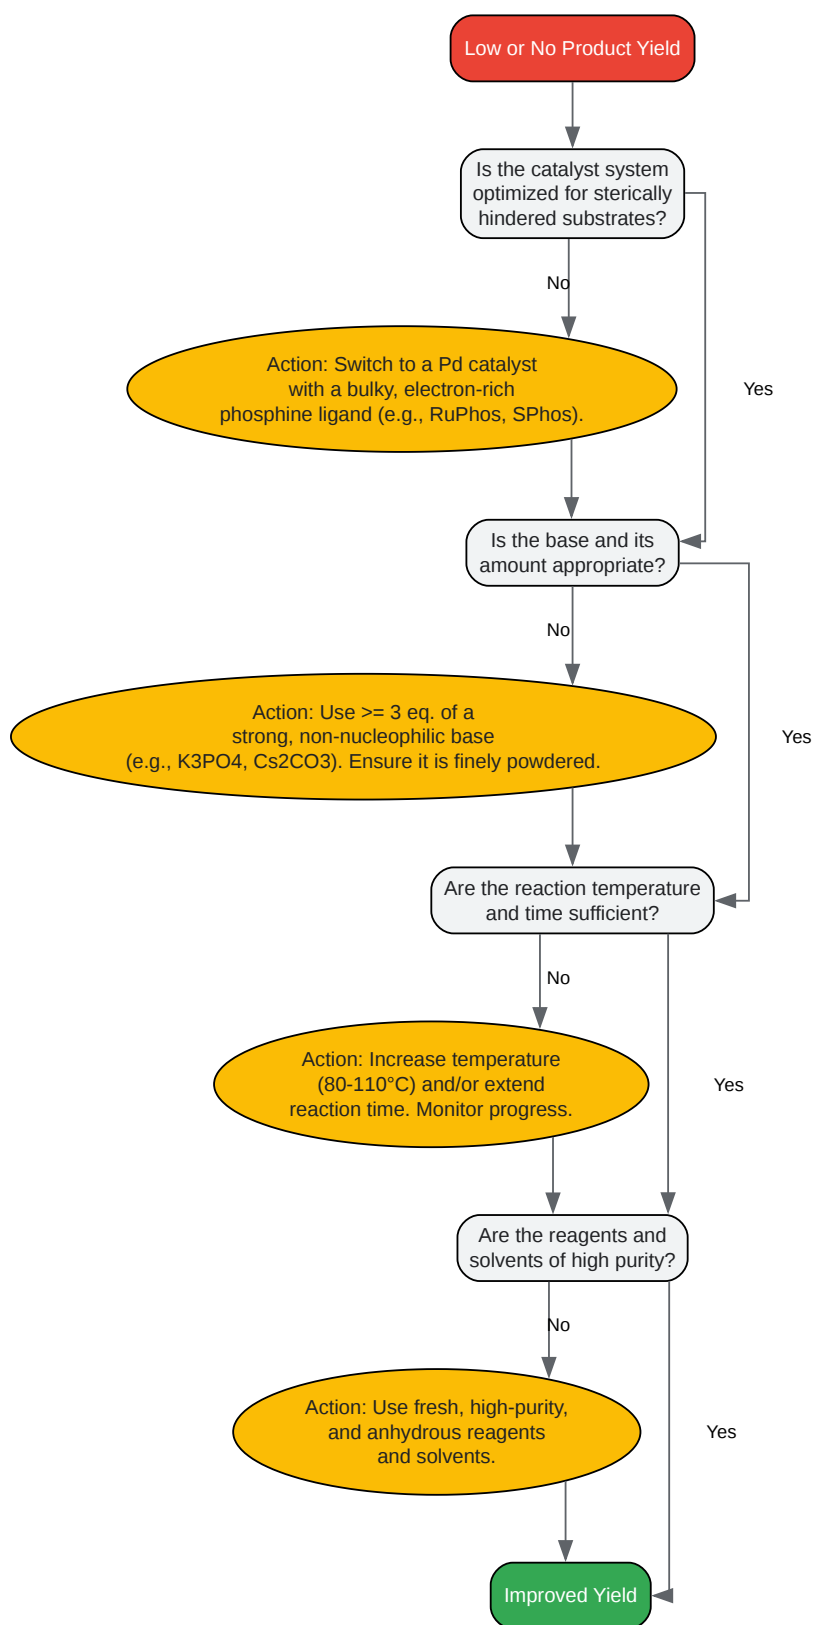 Low or No Product Yield
Is the catalyst system
optimized for sterically
hindered substrates?
No
Action: Switch to a Pd catalyst
with a bulky, electron-rich
phosphine ligand (e.g., RuPhos, SPhos).
Yes
Is the base and its
amount appropriate?
No
Action: Use >= 3 eq. of a
strong, non-nucleophilic base
(e.g., K3PO4, Cs2CO3). Ensure it is finely powdered.
Yes
Are the reaction temperature
and time sufficient?
No
Action: Increase temperature
(80-110°C) and/or extend
reaction time. Monitor progress.
Yes
Are the reagents and
solvents of high purity?
No
Action: Use fresh, high-purity,
and anhydrous reagents
and solvents.
Yes
Improved Yield